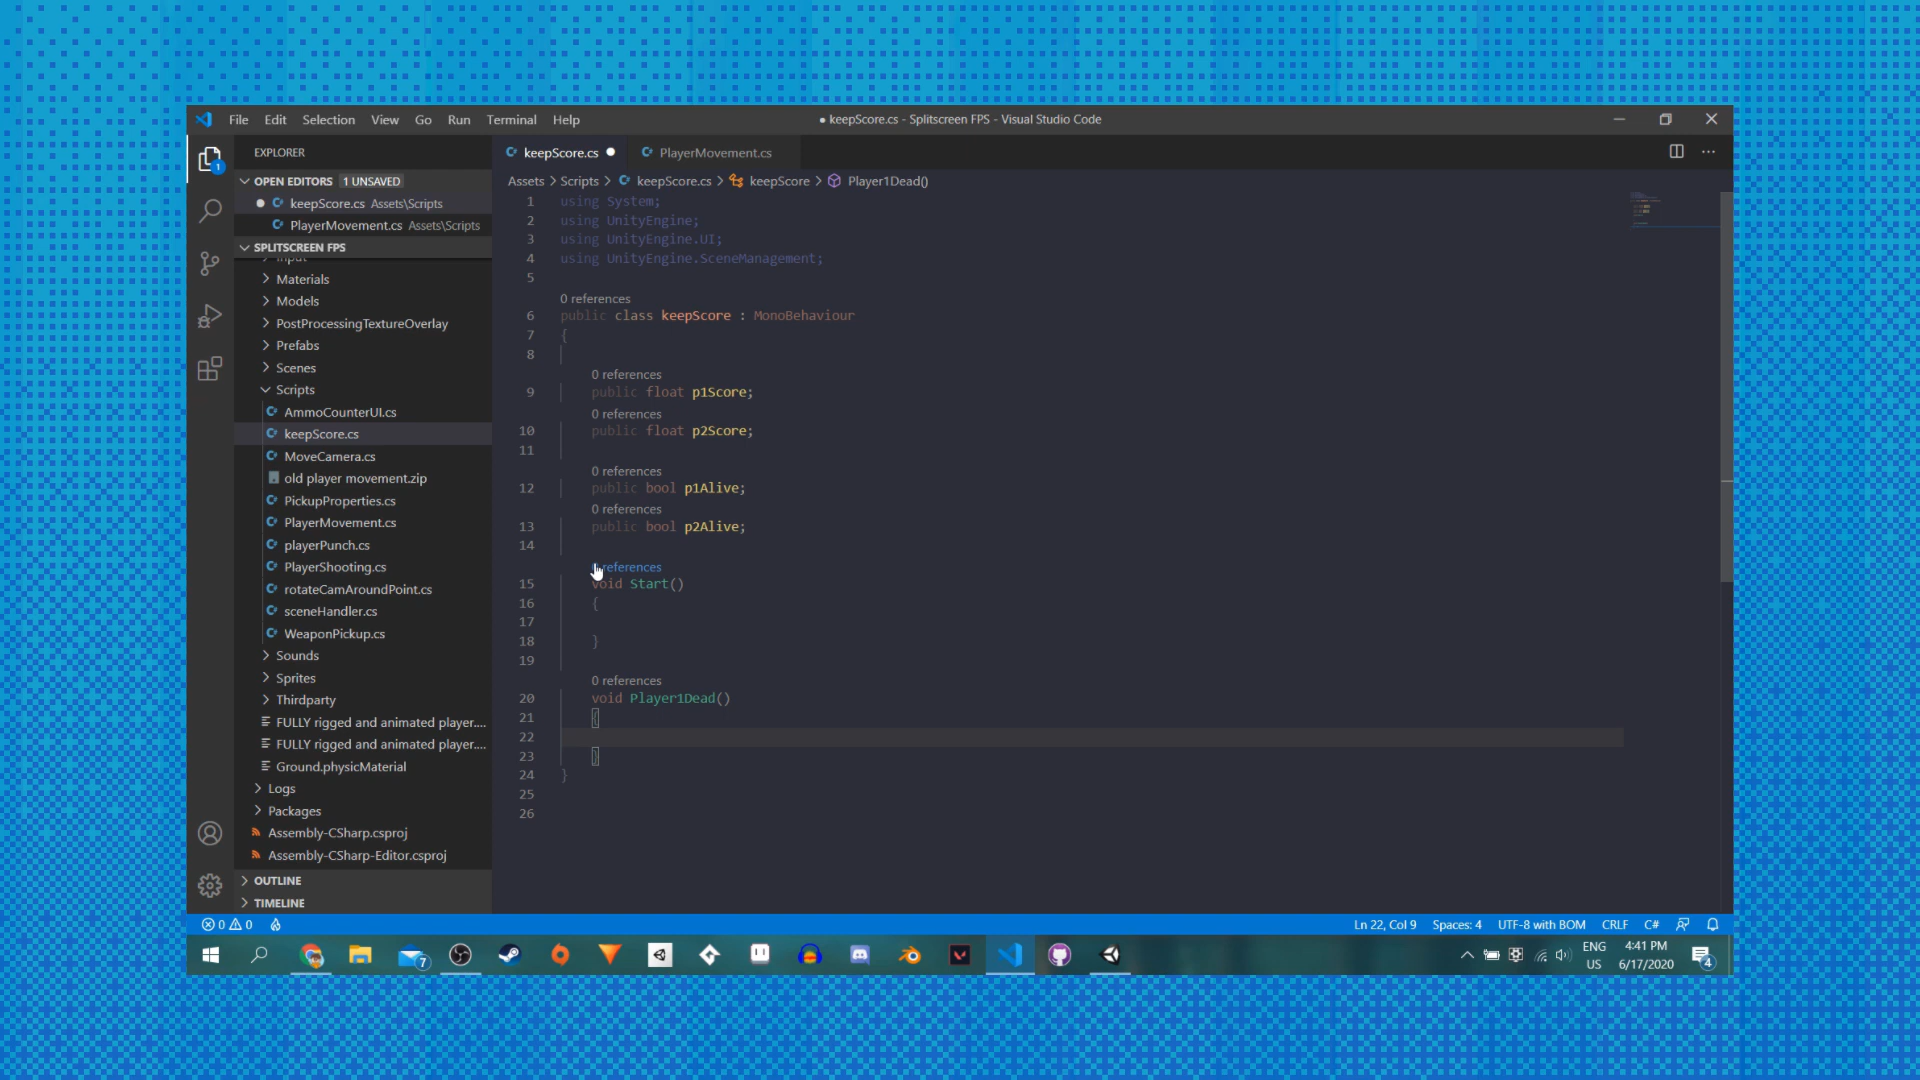 File Edit Selection View Go Run Terminal Help
● keepScore.cs - Splitscreen FPS - Visual Studio Code
1
EXPLORER
OPEN EDITORS 1 UNSAVED
keepScore.cs Assets\Scripts
PlayerMovement.cs Assets\Scripts
SPLITSCREEN FPS
Input
Materials
Models
PostProcessingTextureOverlay
Prefabs
Scenes
Scripts
AmmoCounterUI.cs
keepScore.cs
MoveCamera.cs
old player movement.zip
PickupProperties.cs
PlayerMovement.cs
playerPunch.cs
PlayerShooting.cs
rotateCamAroundPoint.cs
sceneHandler.cs
WeaponPickup.cs
Sounds
Sprites
Thirdparty
FULLY rigged and animated player....
FULLY rigged and animated player....
Ground.physicMaterial
Logs
Packages
Assembly-CSharp.csproj
Assembly-CSharp-Editor.csproj
OUTLINE
TIMELINE
keepScore.cs ● PlayerMovement.cs
Assets > Scripts > keepScore.cs > keepScore > Player1Dead()
1 using System;
2 using UnityEngine;
3 using UnityEngine.UI;
4 using UnityEngine.SceneManagement;
5
0 references
6 public class keepScore : MonoBehaviour
7 {
8
0 references
9 public float p1Score;
0 references
10 public float p2Score;
11
0 references
12 public bool p1Alive;
0 references
13 public bool p2Alive;
14
references
15 void Start()
16 {
17
18 }
19
0 references
20 void Player1Dead()
21 {
22
23 }
24 }
25
26
0 0
Ln 22, Col 9 Spaces: 4 UTF-8 with BOM CRLF C#
7
ENG
US
4:41 PM
6/17/2020
4